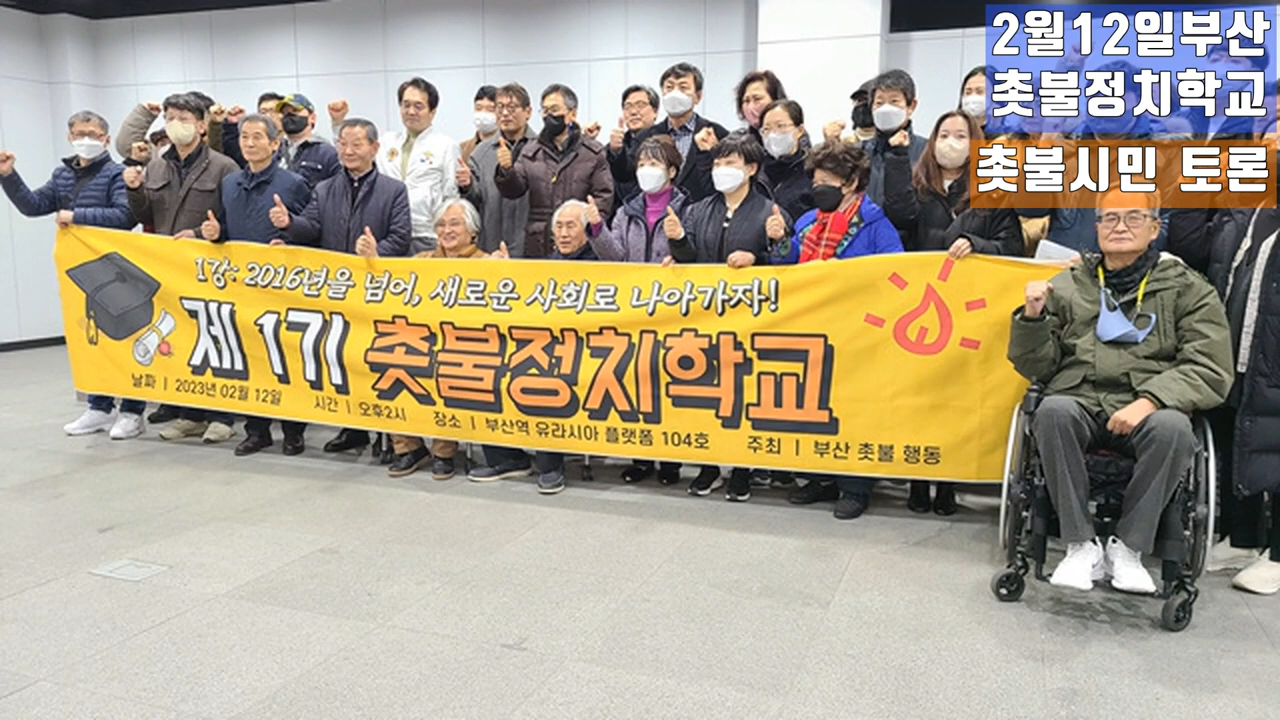 2월12일부산
촛불정치학교
촛불시민 토론
1강: 2016년을 넘어, 새로운 사회로 나아가자!
제 1기 촛불정치학교
날짜 | 2023년 02월 12일 시간 | 오후2시 장소 | 부산역 유라시아 플랫폼 104호 주최 | 부산 촛불 행동